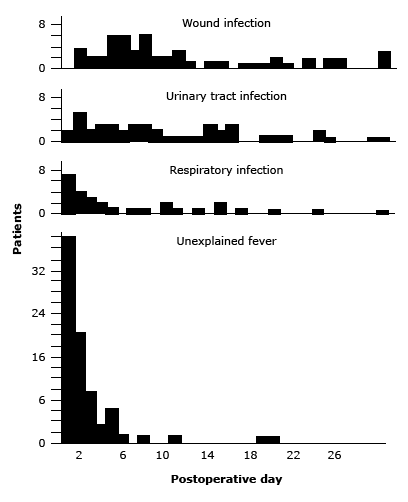 Wound infection
8
0
Urinary tract infection
8
0
Respiratory infection
8
0
Unexplained fever
32
24
16
6
0
Patients
2 6 10 14 18 22 26
Postoperative day